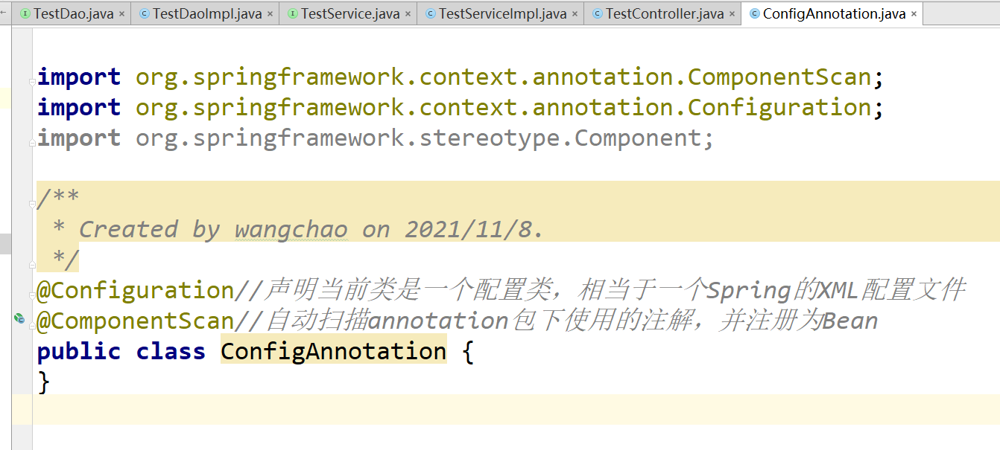 TestDao.java × TestDaoImpl.java × TestService.java × TestServiceImpl.java × TestController.java × ConfigAnnotation.java ×
import org.springframework.context.annotation.ComponentScan;
import org.springframework.context.annotation.Configuration;
import org.springframework.stereotype.Component;
/**
 * Created by wangchao on 2021/11/8.
 */
@Configuration//声明当前类是一个配置类，相当于一个Spring的XML配置文件
@ComponentScan//自动扫描annotation包下使用的注解，并注册为Bean
public class ConfigAnnotation {
}